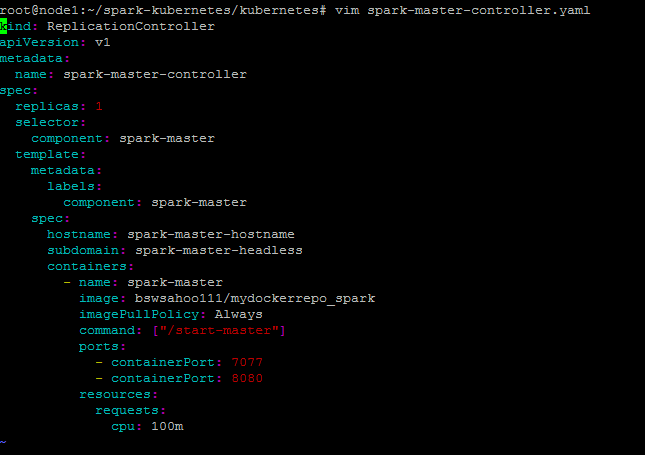 root@node1:~/spark-kubernetes/kubernetes# vim spark-master-controller.yaml
kind: ReplicationController
apiVersion: v1
metadata:
  name: spark-master-controller
spec:
  replicas: 1
  selector:
    component: spark-master
  template:
    metadata:
      labels:
        component: spark-master
    spec:
      hostname: spark-master-hostname
      subdomain: spark-master-headless
      containers:
        - name: spark-master
          image: bswsahoo111/mydockerrepo_spark
          imagePullPolicy: Always
          command: ["/start-master"]
          ports:
            - containerPort: 7077
            - containerPort: 8080
          resources:
            requests:
              cpu: 100m
~